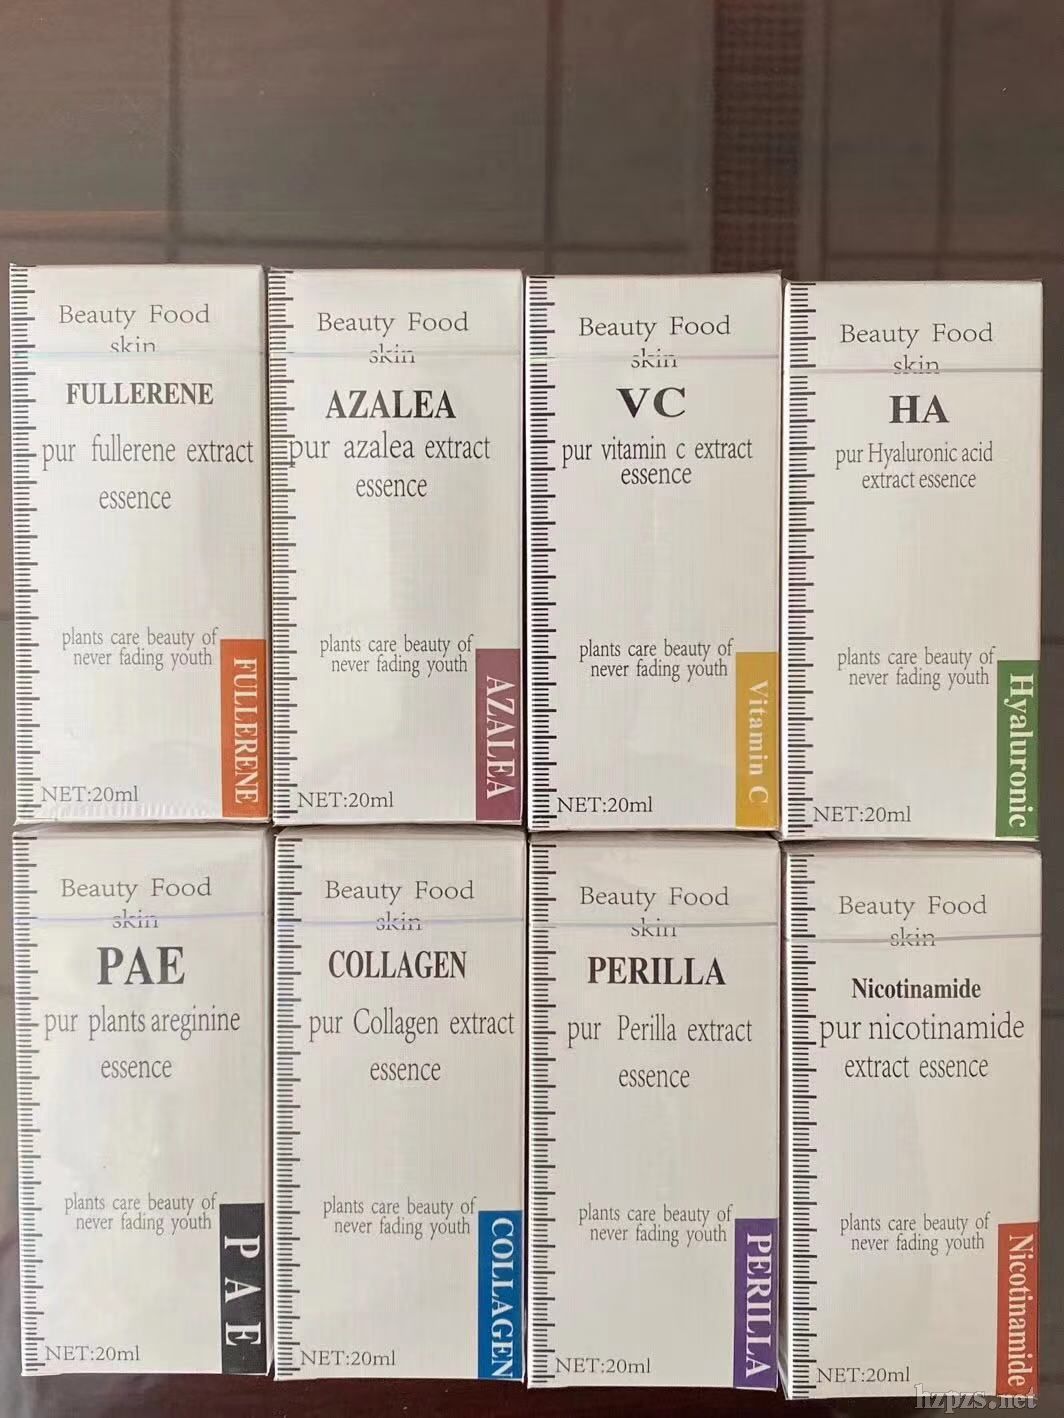 Beauty Food
skin
FULLERENE
pur fullerene extract
essence
plants care beauty of
never fading youth
FULLERENE
NET:20ml
Beauty Food
skin
AZALEA
pur azalea extract
essence
plants care beauty of
never fading youth
AZALEA
NET:20ml
Beauty Food
skin
VC
pur vitamin c extract
essence
plants care beauty of
never fading youth
Vitamin C
NET:20ml
Beauty Food
skin
HA
pur Hyaluronic acid
extract essence
plants care beauty of
never fading youth
Hyaluronic
NET:20ml
Beauty Food
skin
PAE
pur plants areginine
essence
plants care beauty of
never fading youth
PAE
NET:20ml
Beauty Food
skin
COLLAGEN
pur Collagen extract
essence
plants care beauty of
never fading youth
COLLAGEN
NET:20ml
Beauty Food
skin
PERILLA
pur Perilla extract
essence
plants care beauty of
never fading youth
PERILLA
NET:20ml
Beauty Food
skin
Nicotinamide
pur nicotinamide
extract essence
plants care beauty of
never fading youth
Nicotinamide
NET:20ml
hzpzs.net